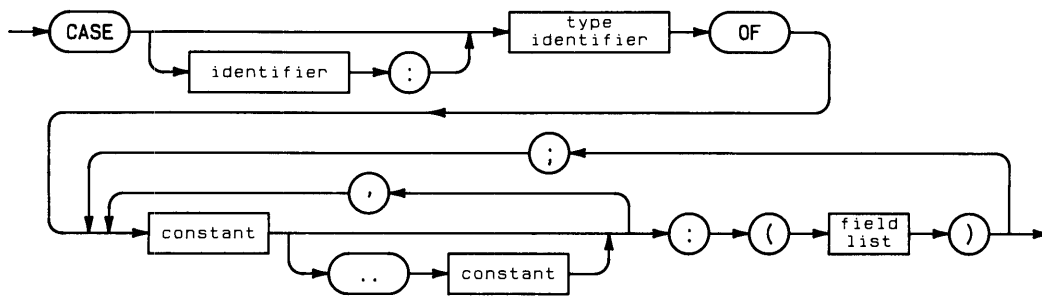 CASE
type
identifier
OF
identifier
:
;
,
constant
..
constant
:
(
field
list
)